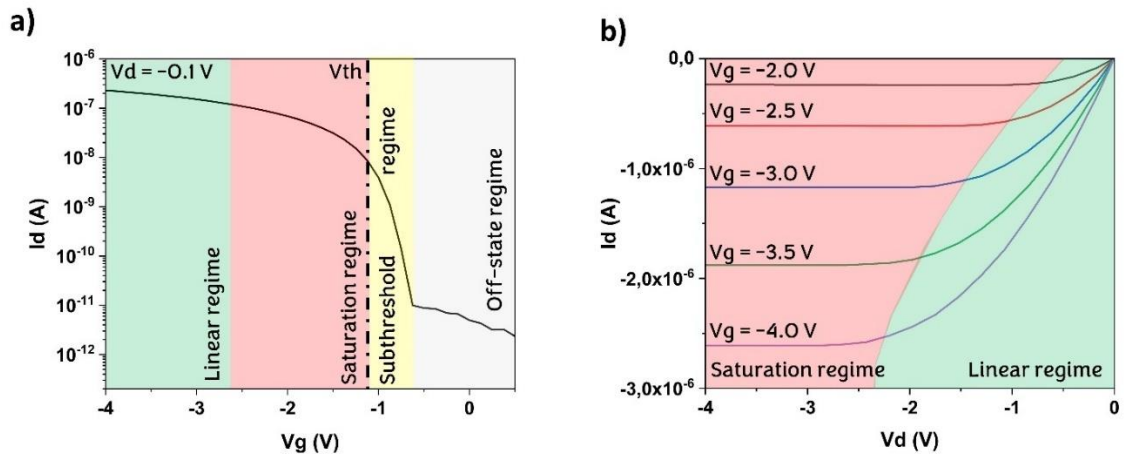 a)
Vd = -0.1 V
Vth
10^-6
10^-7
10^-8
10^-9
10^-10
10^-11
10^-12
Id (A)
Linear regime
Saturation regime
Subthreshold regime
Off-state regime
-4 -3 -2 -1 0
Vg (V)
b)
0,0
-1,0x10^-6
-2,0x10^-6
-3,0x10^-6
Id (A)
Vg = -2.0 V
Vg = -2.5 V
Vg = -3.0 V
Vg = -3.5 V
Vg = -4.0 V
Saturation regime
Linear regime
-4 -3 -2 -1 0
Vd (V)